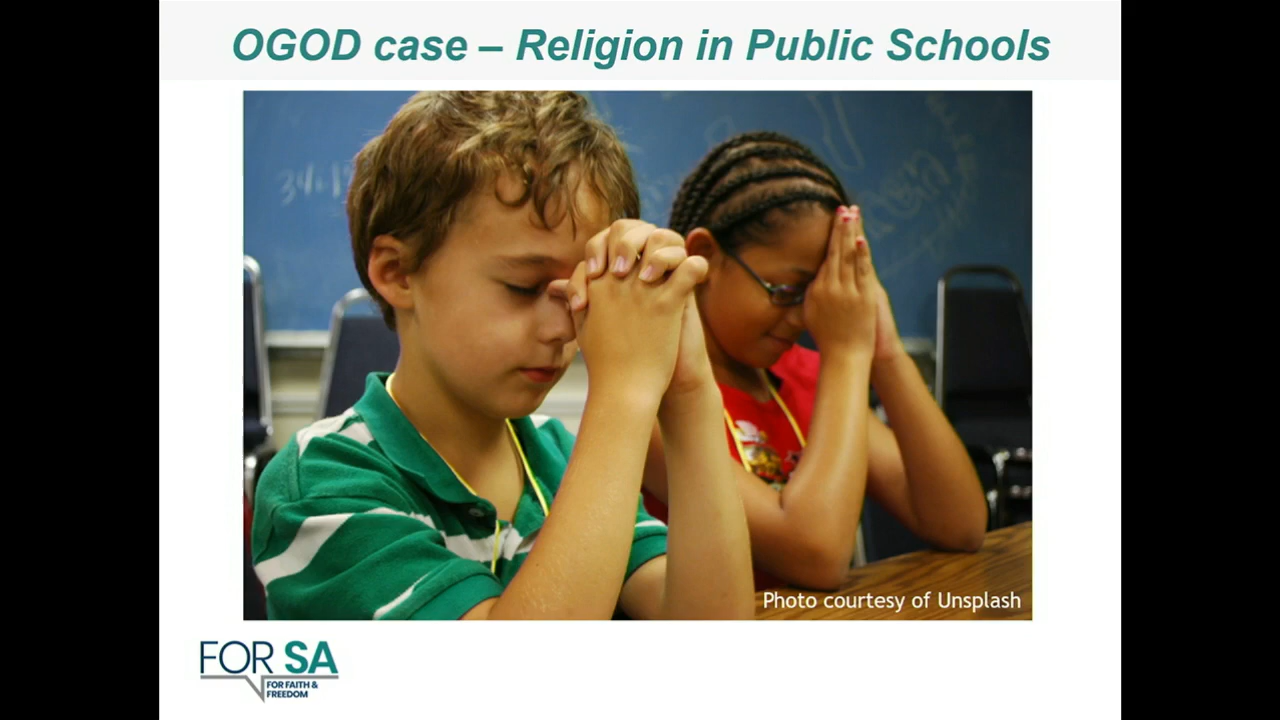 OGOD case – Religion in Public Schools
Photo courtesy of Unsplash
FOR SA
FOR FAITH &
FREEDOM